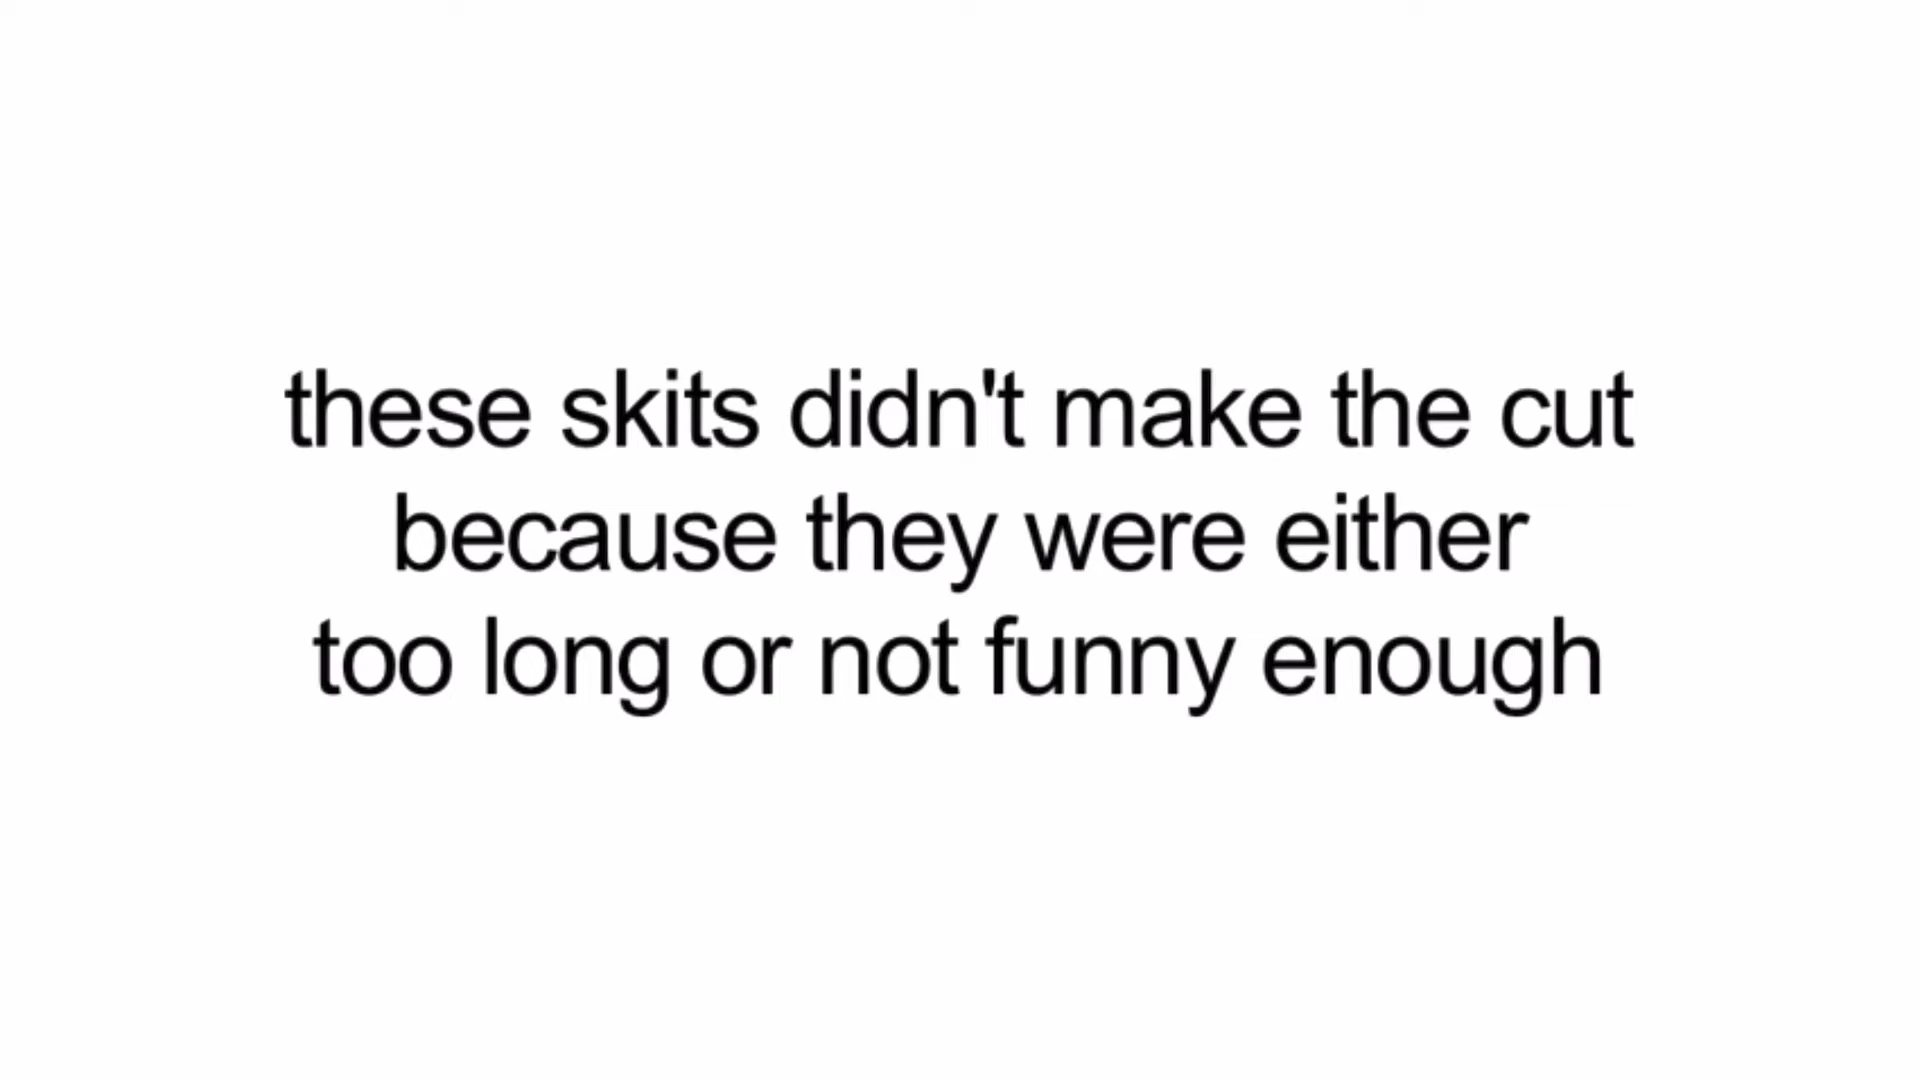 these skits didn't make the cut
because they were either
too long or not funny enough